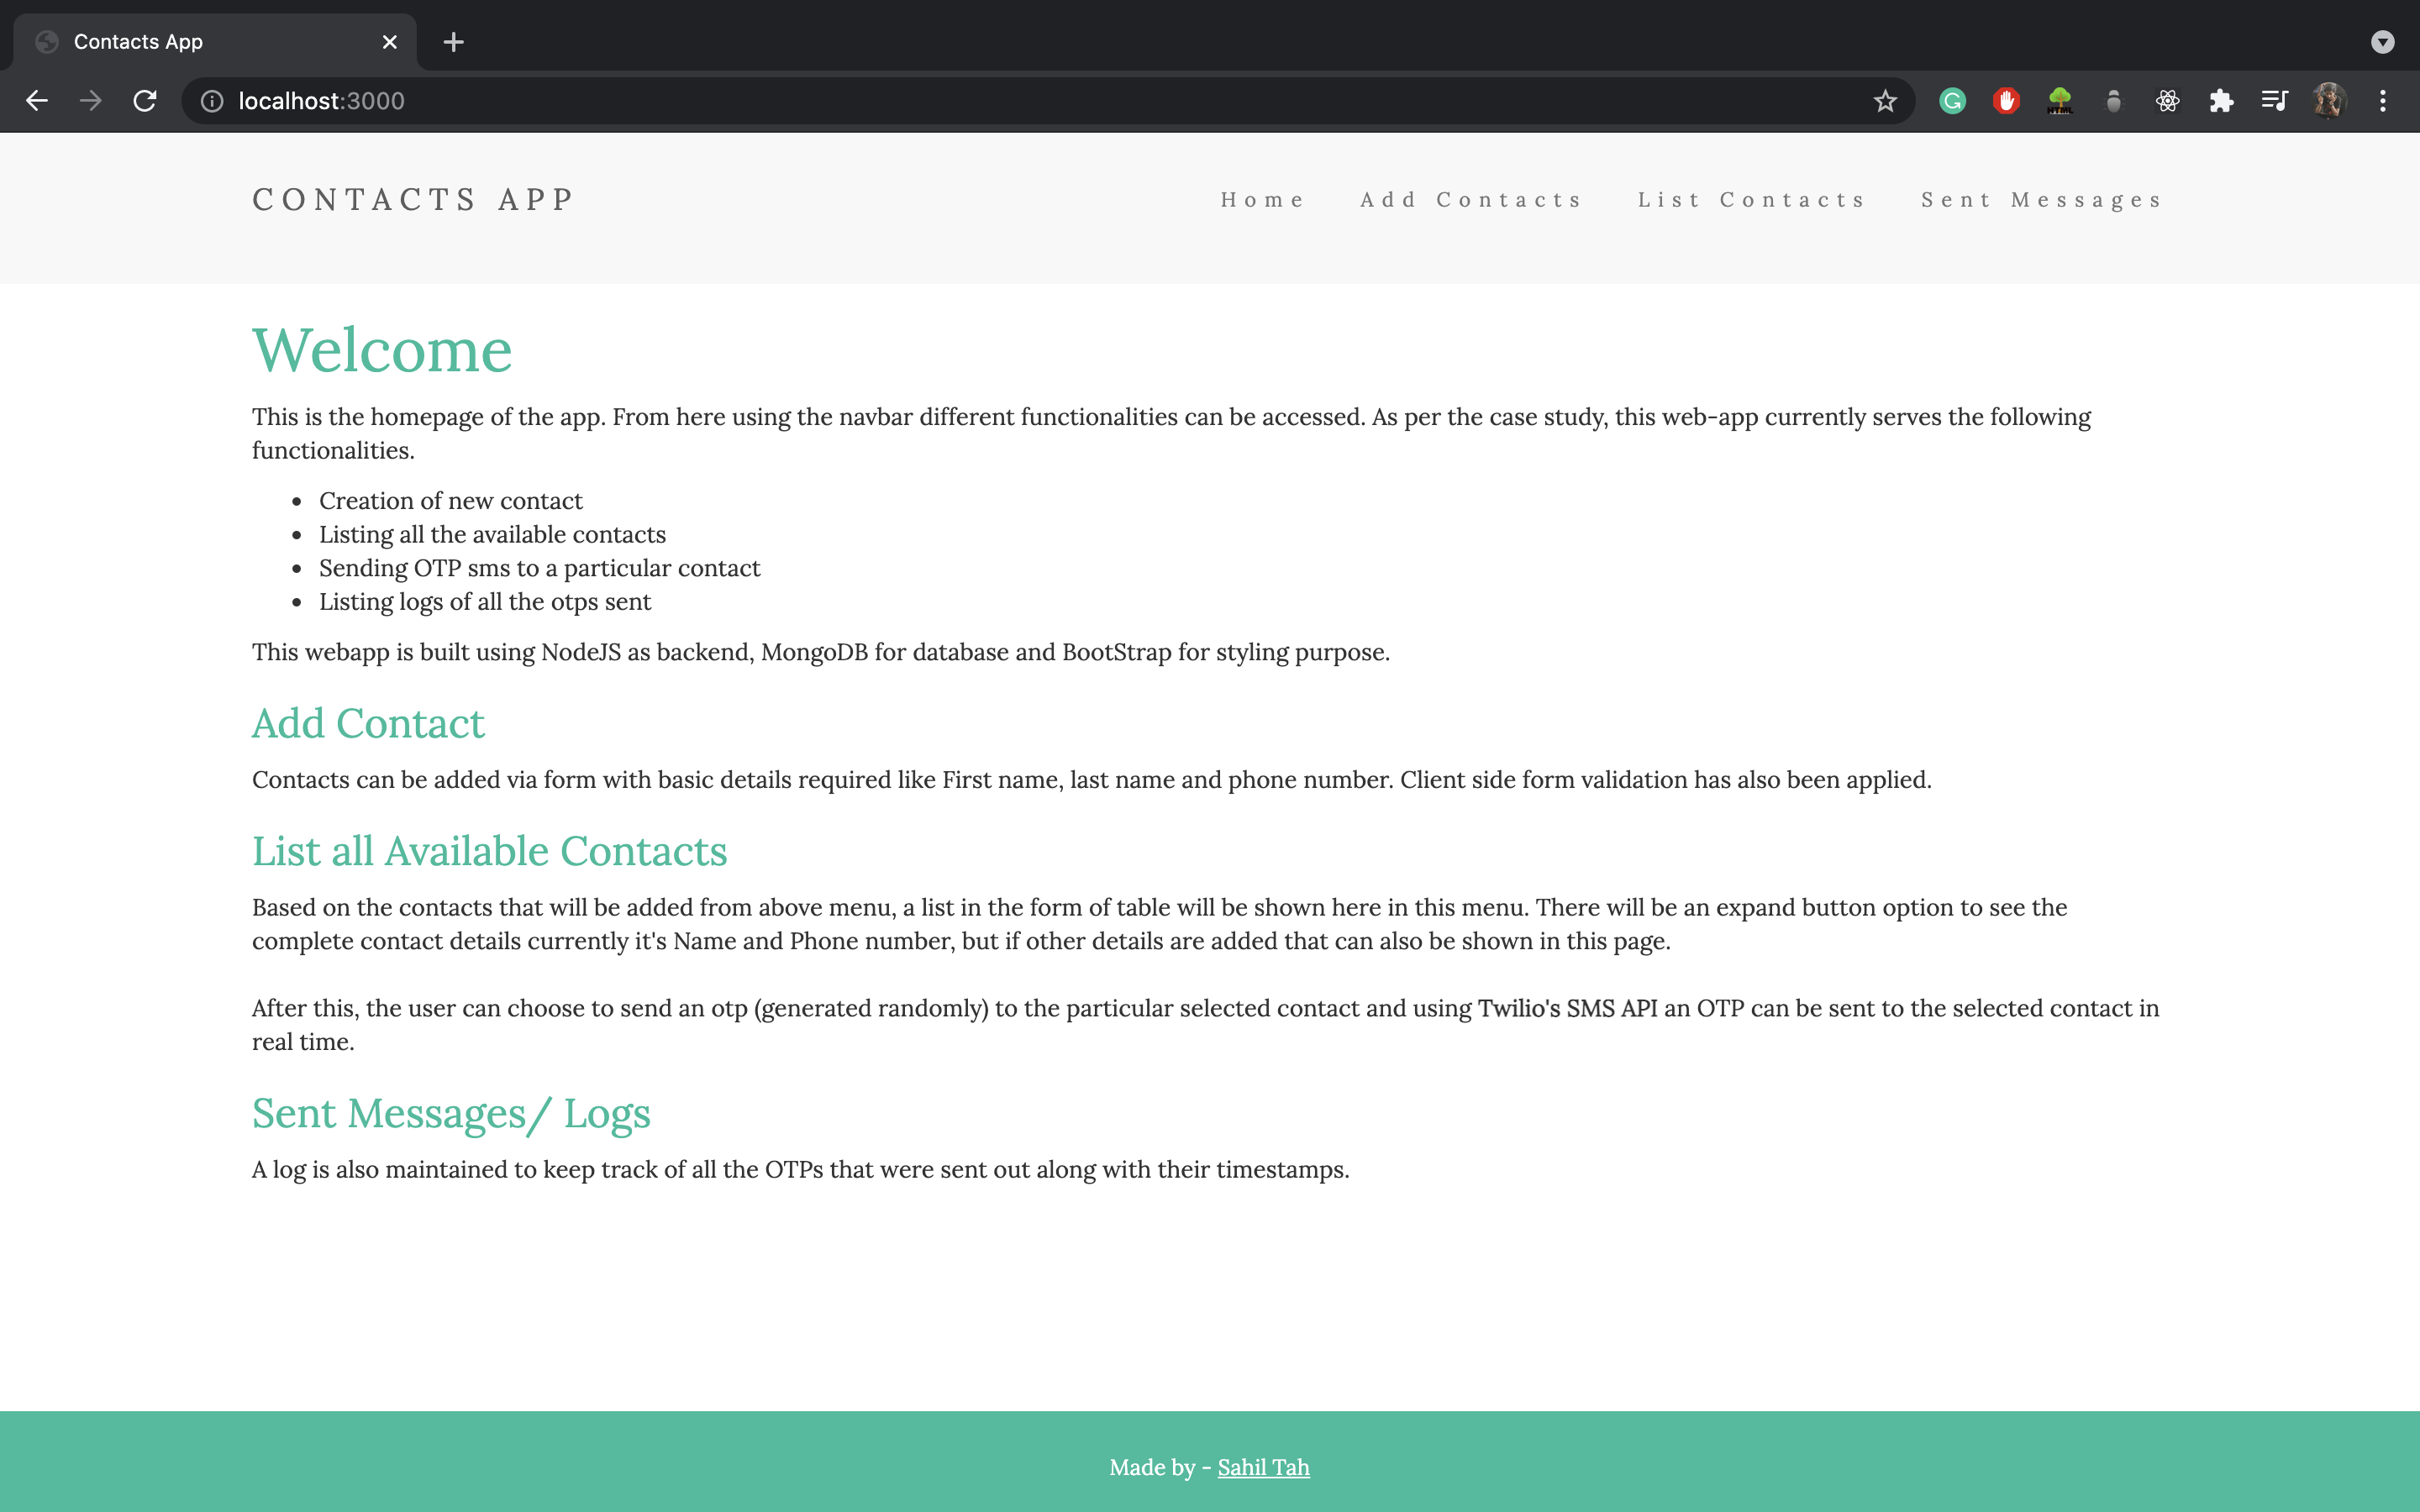 Contacts App
localhost:3000
HTML
CONTACTS APP
Home Add Contacts List Contacts Sent Messages
Welcome
This is the homepage of the app. From here using the navbar different functionalities can be accessed. As per the case study, this web-app currently serves the following
functionalities.
• Creation of new contact
• Listing all the available contacts
• Sending OTP sms to a particular contact
• Listing logs of all the otps sent
This webapp is built using NodeJS as backend, MongoDB for database and BootStrap for styling purpose.
Add Contact
Contacts can be added via form with basic details required like First name, last name and phone number. Client side form validation has also been applied.
List all Available Contacts
Based on the contacts that will be added from above menu, a list in the form of table will be shown here in this menu. There will be an expand button option to see the
complete contact details currently it's Name and Phone number, but if other details are added that can also be shown in this page.
After this, the user can choose to send an otp (generated randomly) to the particular selected contact and using Twilio's SMS API an OTP can be sent to the selected contact in
real time.
Sent Messages/ Logs
A log is also maintained to keep track of all the OTPs that were sent out along with their timestamps.
Made by - Sahil Tah